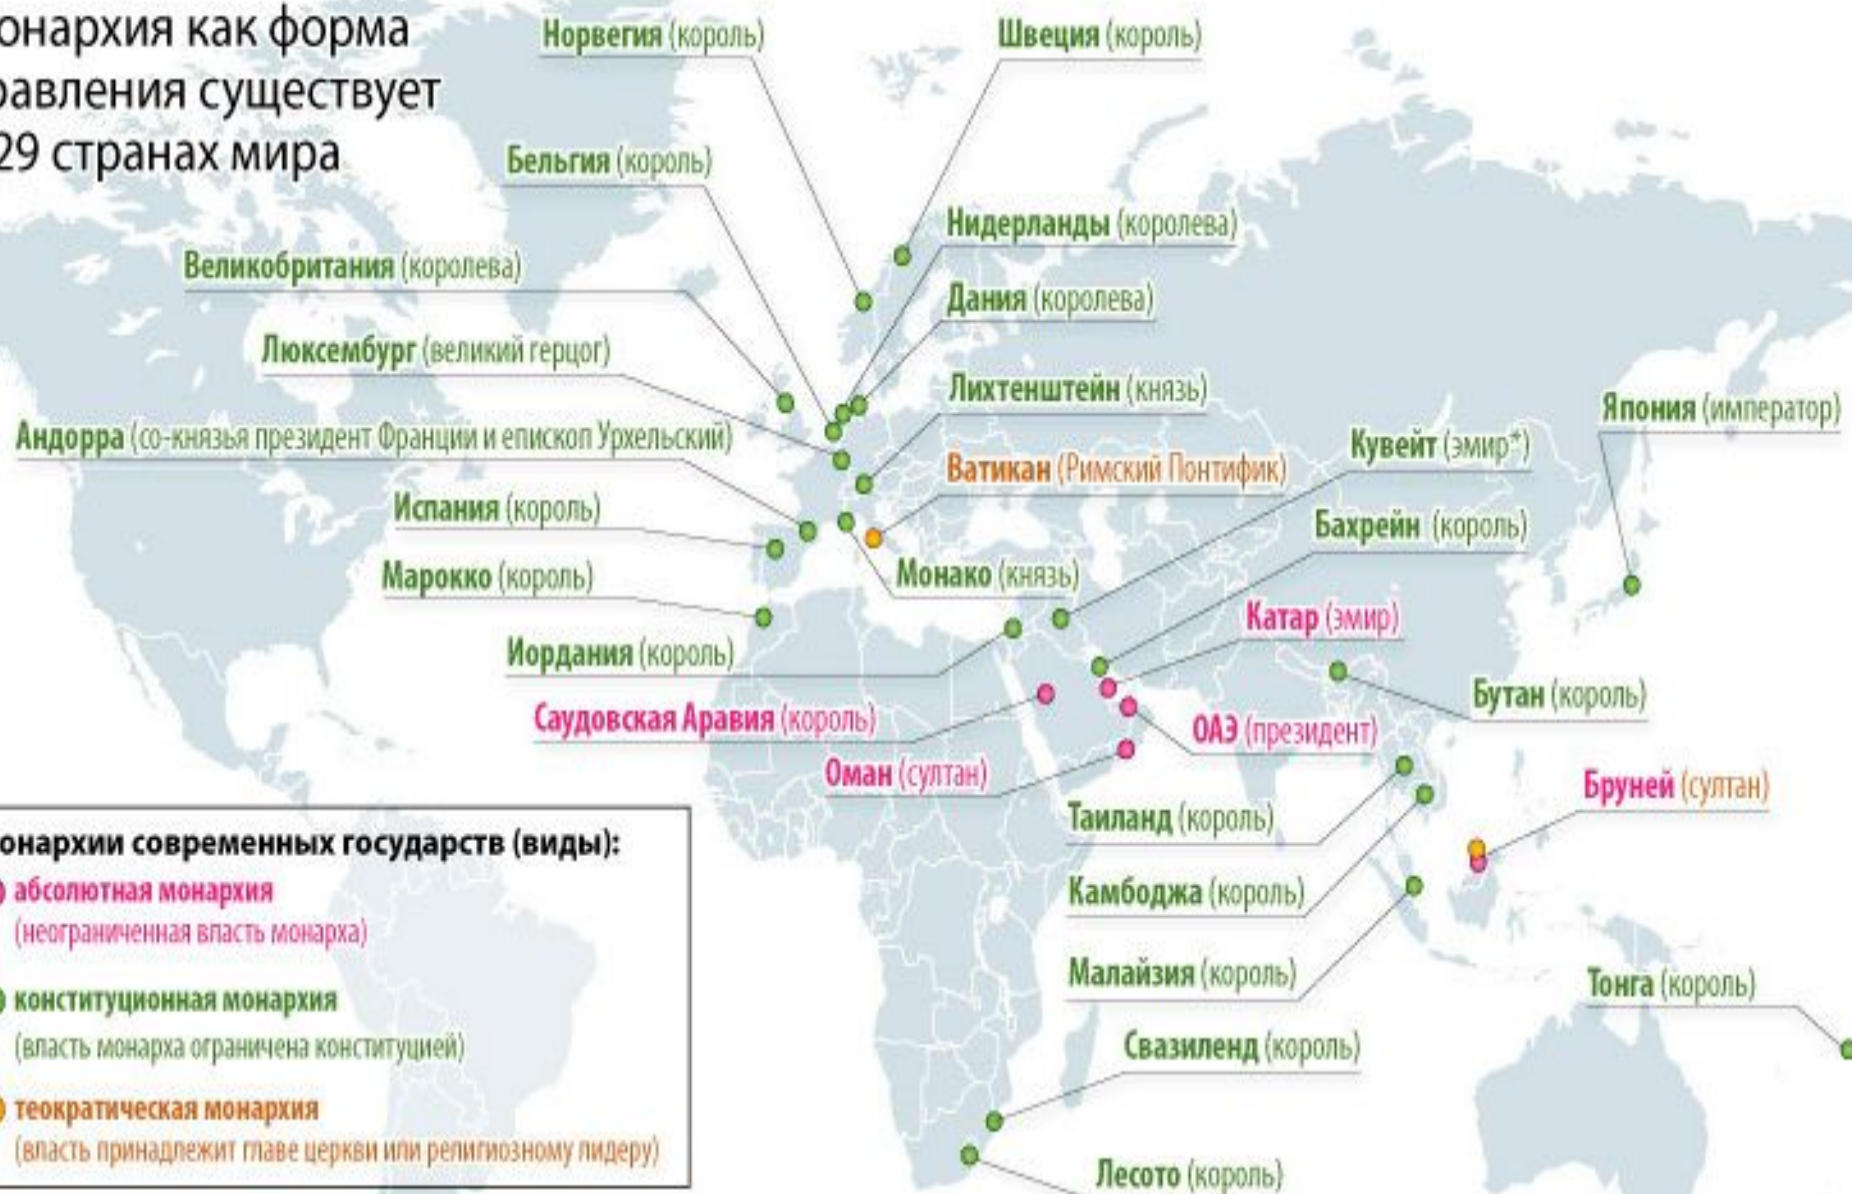 онархия как форма
равления существует
29 странах мира
Норвегия (король)
Швеция (король)
Бельгия (король)
Нидерланды (королева)
Великобритания (королева)
Дания (королева)
Люксембург (великий герцог)
Лихтенштейн (князь)
Япония (император)
Андорра (со-князья президент Франции и епископ Урхельский)
Кувейт (эмир*)
Ватикан (Римский Понтифик)
Испания (король)
Бахрейн (король)
Марокко (король)
Монако (князь)
Катар (эмир)
Иордания (король)
Бутан (король)
Саудовская Аравия (король)
ОАЭ (президент)
Оман (султан)
Бруней (султан)
Таиланд (король)
Камбоджа (король)
Малайзия (король)
Тонга (король)
Свазиленд (король)
Лесото (король)
онархии современных государств (виды):
абсолютная монархия
(неограниченная власть монарха)
конституционная монархия
(власть монарха ограничена конституцией)
теократическая монархия
(власть принадлежит главе церкви или религиозному лидеру)